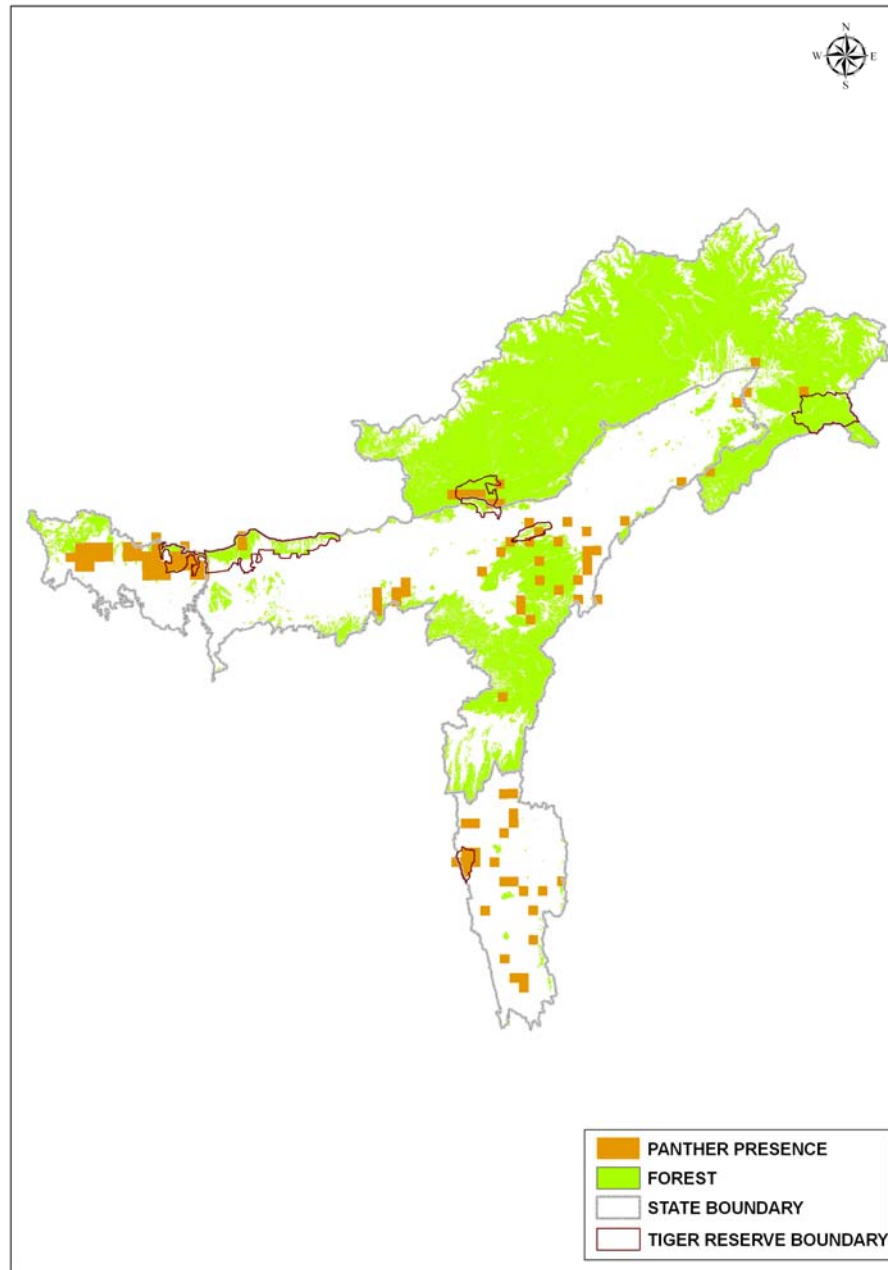 N
W E
S
PANTHER PRESENCE
FOREST
STATE BOUNDARY
TIGER RESERVE BOUNDARY